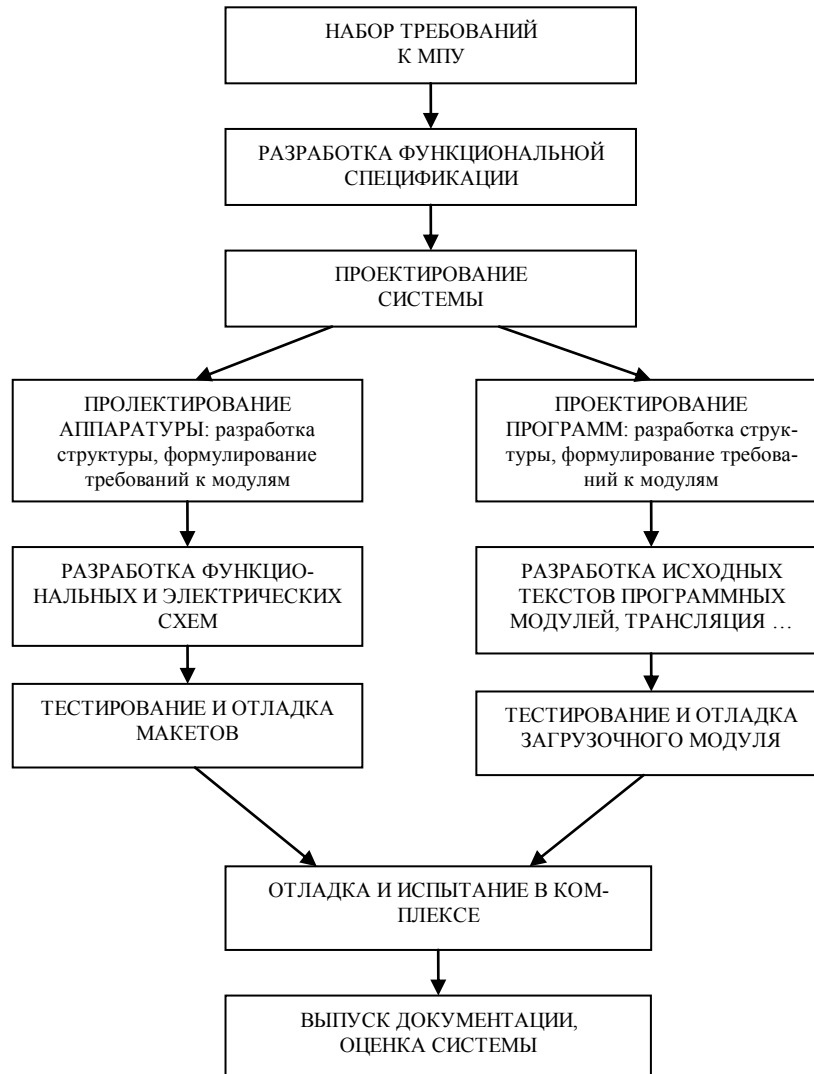 НАБОР ТРЕБОВАНИЙ
К МПУ
РАЗРАБОТКА ФУНКЦИОНАЛЬНОЙ
СПЕЦИФИКАЦИИ
ПРОЕКТИРОВАНИЕ
СИСТЕМЫ
ПРОЛЕКТИРОВАНИЕ
АППАРАТУРЫ: разработка
структуры, формулирование
требований к модулям
ПРОЕКТИРОВАНИЕ
ПРОГРАММ: разработка струк-
туры, формулирование требова-
ний к модулям
РАЗРАБОТКА ФУНКЦИО-
НАЛЬНЫХ И ЭЛЕКТРИЧЕСКИХ
СХЕМ
РАЗРАБОТКА ИСХОДНЫХ
ТЕКСТОВ ПРОГРАММНЫХ
МОДУЛЕЙ, ТРАНСЛЯЦИЯ …
ТЕСТИРОВАНИЕ И ОТЛАДКА
МАКЕТОВ
ТЕСТИРОВАНИЕ И ОТЛАДКА
ЗАГРУЗОЧНОГО МОДУЛЯ
ОТЛАДКА И ИСПЫТАНИЕ В КОМ-
ПЛЕКСЕ
ВЫПУСК ДОКУМЕНТАЦИИ,
ОЦЕНКА СИСТЕМЫ